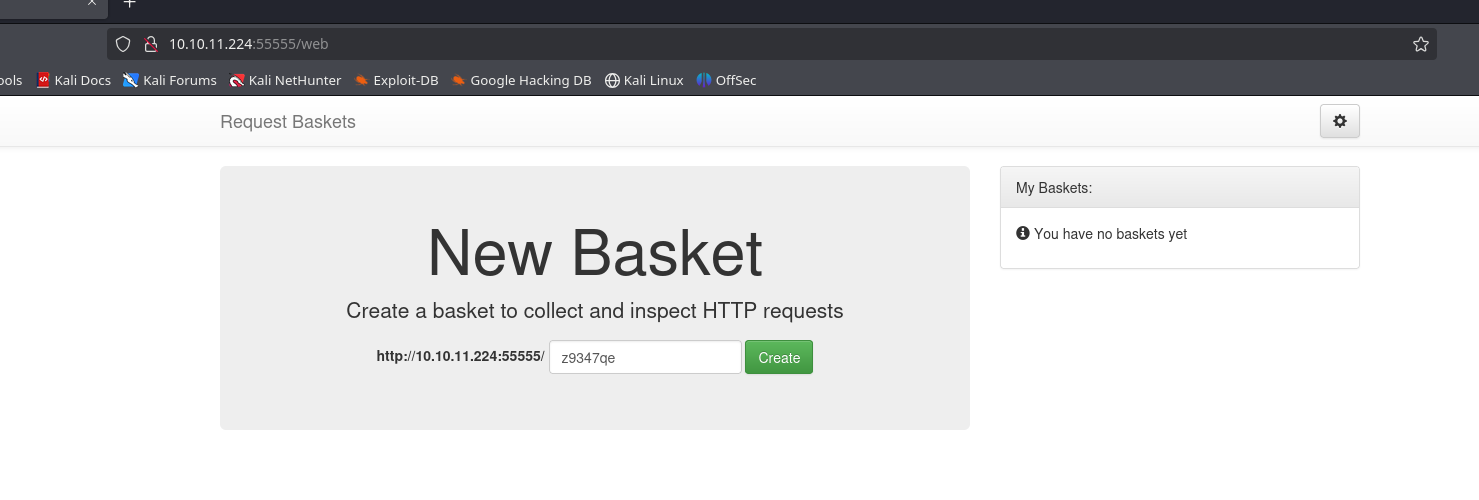 10.10.11.224:55555/web
ools Kali Docs Kali Forums Kali NetHunter Exploit-DB Google Hacking DB Kali Linux OffSec
Request Baskets
New Basket
Create a basket to collect and inspect HTTP requests
http://10.10.11.224:55555/ z9347qe Create
My Baskets:
You have no baskets yet